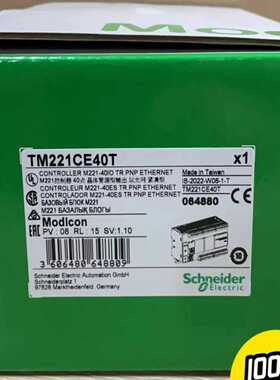 TM221CE40T x1
CONTROLLER M221-40IO TR.PNP ETHERNET
M221控制器 40点 晶体管源型输出 以太网 紧凑型
CONTROLEUR M221-40ES TR.PNP ETHERNET
CONTROLADOR M221-40ES TR.PNP ETHERNET
БАЗОВЫЙ БЛОК M221
M221 БАЗАЛЫҚ БЛОГЫ
Made in Taiwan
IB-2022-W08-1-T
TM221CE40T
064880
Modicon
PV : 08 RL : 15 SV:1.10
EAC
3 606480 648809
Schneider Electric
Schneider Electric Automation GmbH
Schneiderplatz 1
97828 Marktheidenfeld, Germany
100